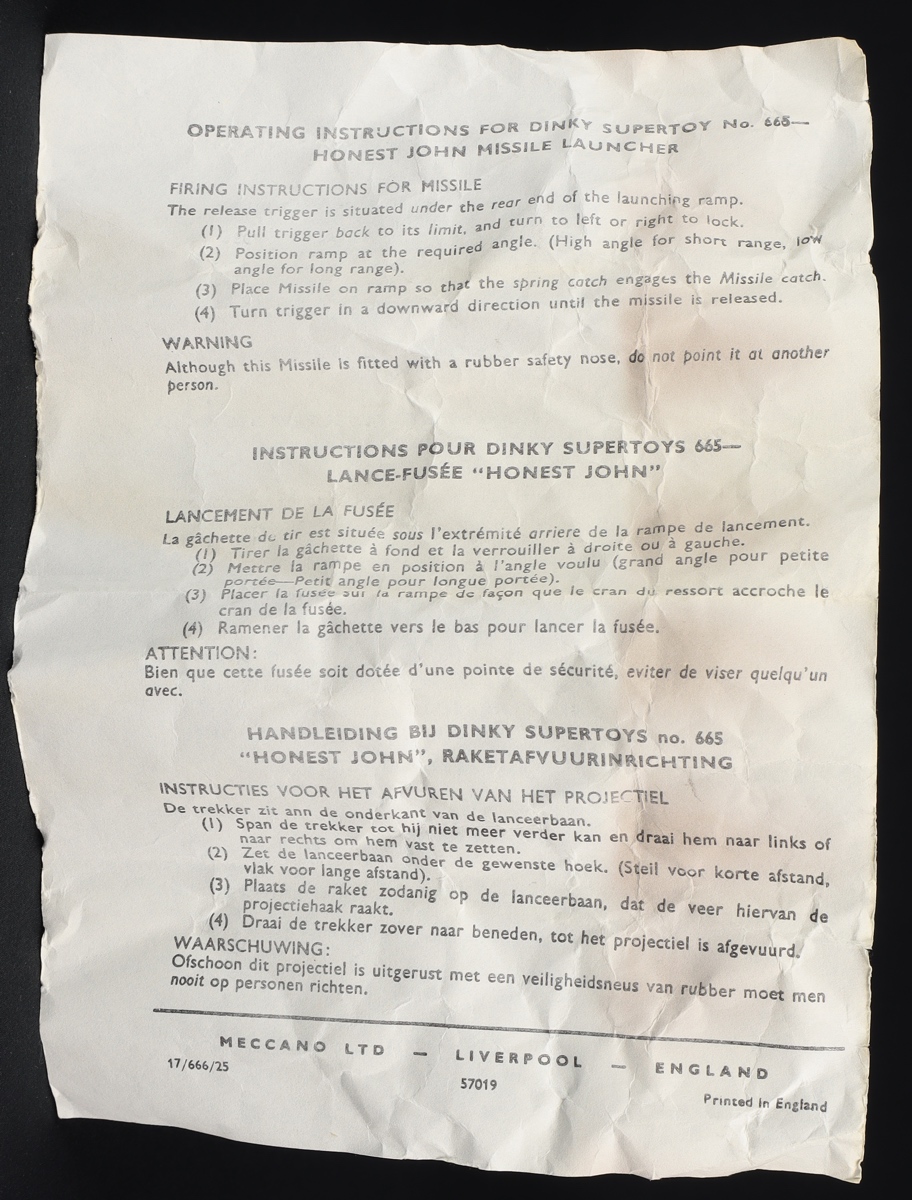 OPERATING INSTRUCTIONS FOR DINKY SUPERTOY No. 665—
HONEST JOHN MISSILE LAUNCHER
FIRING INSTRUCTIONS FOR MISSILE
The release trigger is situated under the rear end of the launching ramp.
(1) Pull trigger back to its limit, and turn to left or right to lock.
(2) Position ramp at the required angle. (High angle for short range, low
angle for long range).
(3) Place Missile on ramp so that the spring catch engages the Missile catch.
(4) Turn trigger in a downward direction until the missile is released.
WARNING
Although this Missile is fitted with a rubber safety nose, do not point it at another
person.
INSTRUCTIONS POUR DINKY SUPERTOYS 665—
LANCE-FUSÉE “HONEST JOHN”
LANCEMENT DE LA FUSÉE
La gâchette de tir est située sous l’extrémité arriere de la rampe de lancement.
(1) Tirer la gâchette à fond et la verrouiller à droite ou à gauche.
(2) Mettre la rampe en position à l’angle voulu (grand angle pour petite
portée—Petit angle pour longue portée).
(3) Placer la fusée sur la rampe de façon que le cran du ressort accroche le
cran de la fusée.
(4) Ramener la gâchette vers le bas pour lancer la fusée.
ATTENTION:
Bien que cette fusée soit dotée d’une pointe de sécurité, eviter de viser quelqu’un
avec.
HANDLEIDING BIJ DINKY SUPERTOYS no. 665
“HONEST JOHN”, RAKETAFVUURINRICHTING
INSTRUCTIES VOOR HET AFVUREN VAN HET PROJECTIEL
De trekker zit ann de onderkant van de lanceerbaan.
(1) Span de trekker tot hij niet meer verder kan en draai hem naar links of
naar rechts om hem vast te zetten.
(2) Zet de lanceerbaan onder de gewenste hoek. (Steil voor korte afstand,
vlak voor lange afstand).
(3) Plaats de raket zodanig op de lanceerbaan, dat de veer hiervan de
projectiehaak raakt.
(4) Draai de trekker zover naar beneden, tot het projectiel is afgevuurd.
WAARSCHUWING:
Ofschoon dit projectiel is uitgerust met een veiligheidsneus van rubber moet men
nooit op personen richten.
MECCANO LTD — LIVERPOOL — ENGLAND
17/666/25
57019
Printed in England